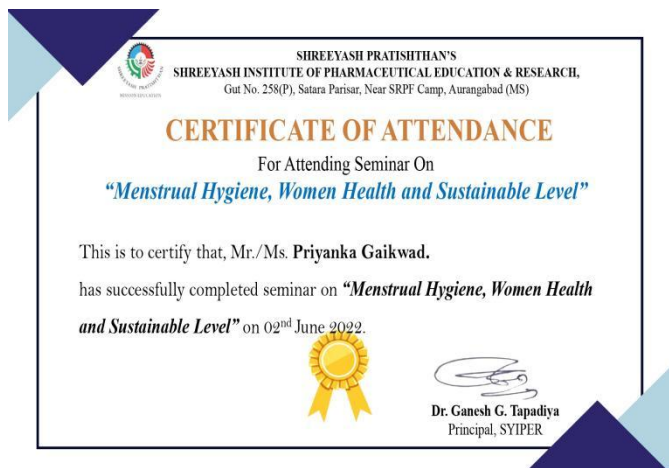 SHREEYASH PRATISHTHAN'S
SHREEYASH INSTITUTE OF PHARMACEUTICAL EDUCATION & RESEARCH,
Gut No. 258(P), Satara Parisar, Near SRPF Camp, Aurangabad (MS)
CERTIFICATE OF ATTENDANCE
For Attending Seminar On
“Menstrual Hygiene, Women Health and Sustainable Level”
This is to certify that, Mr./Ms. Priyanka Gaikwad.
has successfully completed seminar on “Menstrual Hygiene, Women Health
and Sustainable Level” on 02nd June 2022.
Dr. Ganesh G. Tapadiya
Principal, SYIPER
SHREEYASH PRATISHTHAN